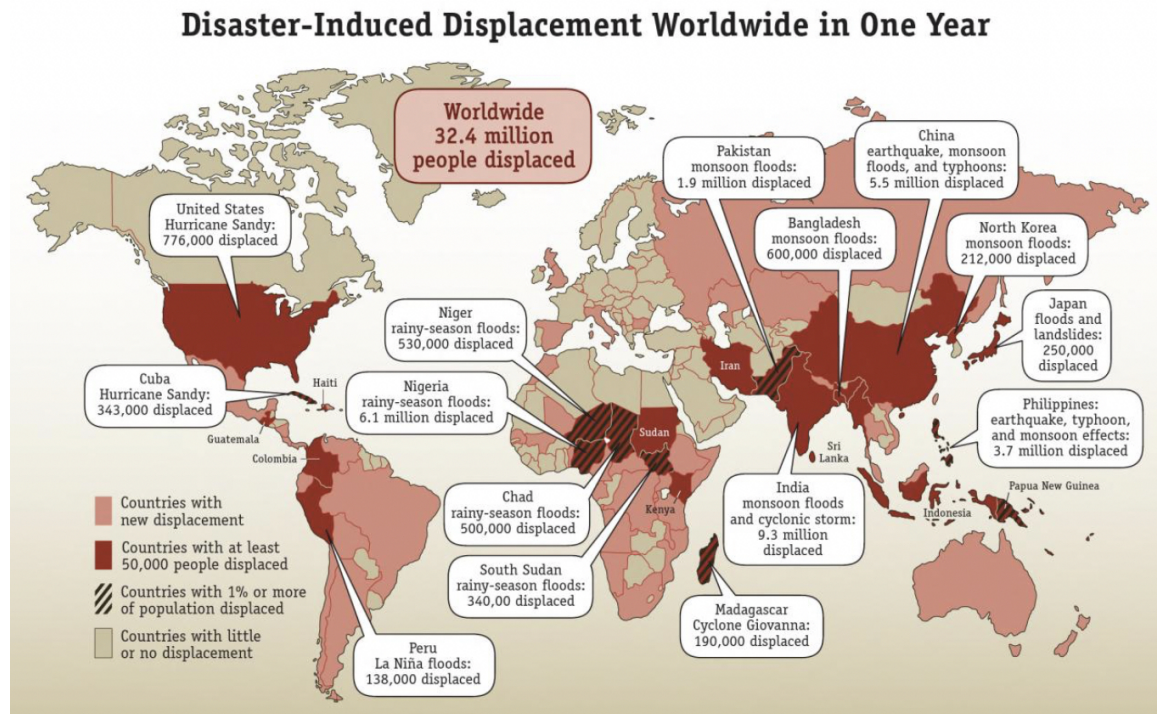 Disaster-Induced Displacement Worldwide in One Year
Worldwide
32.4 million
people displaced
United States
Hurricane Sandy:
776,000 displaced
Pakistan
monsoon floods:
1.9 million displaced
China
earthquake, monsoon
floods, and typhoons:
5.5 million displaced
Bangladesh
monsoon floods:
600,000 displaced
North Korea
monsoon floods:
212,000 displaced
Japan
floods and
landslides:
250,000
displaced
Niger
rainy-season floods:
530,000 displaced
Nigeria
rainy-season floods:
6.1 million displaced
Cuba
Hurricane Sandy:
343,000 displaced
Haiti
Guatemala
Colombia
Iran
Sudan
Kenya
Sri
Lanka
Philippines:
earthquake, typhoon,
and monsoon effects:
3.7 million displaced
Papua New Guinea
Indonesia
India
monsoon floods
and cyclonic storm:
9.3 million
displaced
Chad
rainy-season floods:
500,000 displaced
South Sudan
rainy-season floods:
340,00 displaced
Madagascar
Cyclone Giovanna:
190,000 displaced
Peru
La Niña floods:
138,000 displaced
Countries with
new displacement
Countries with at least
50,000 people displaced
Countries with 1% or more
of population displaced
Countries with little
or no displacement